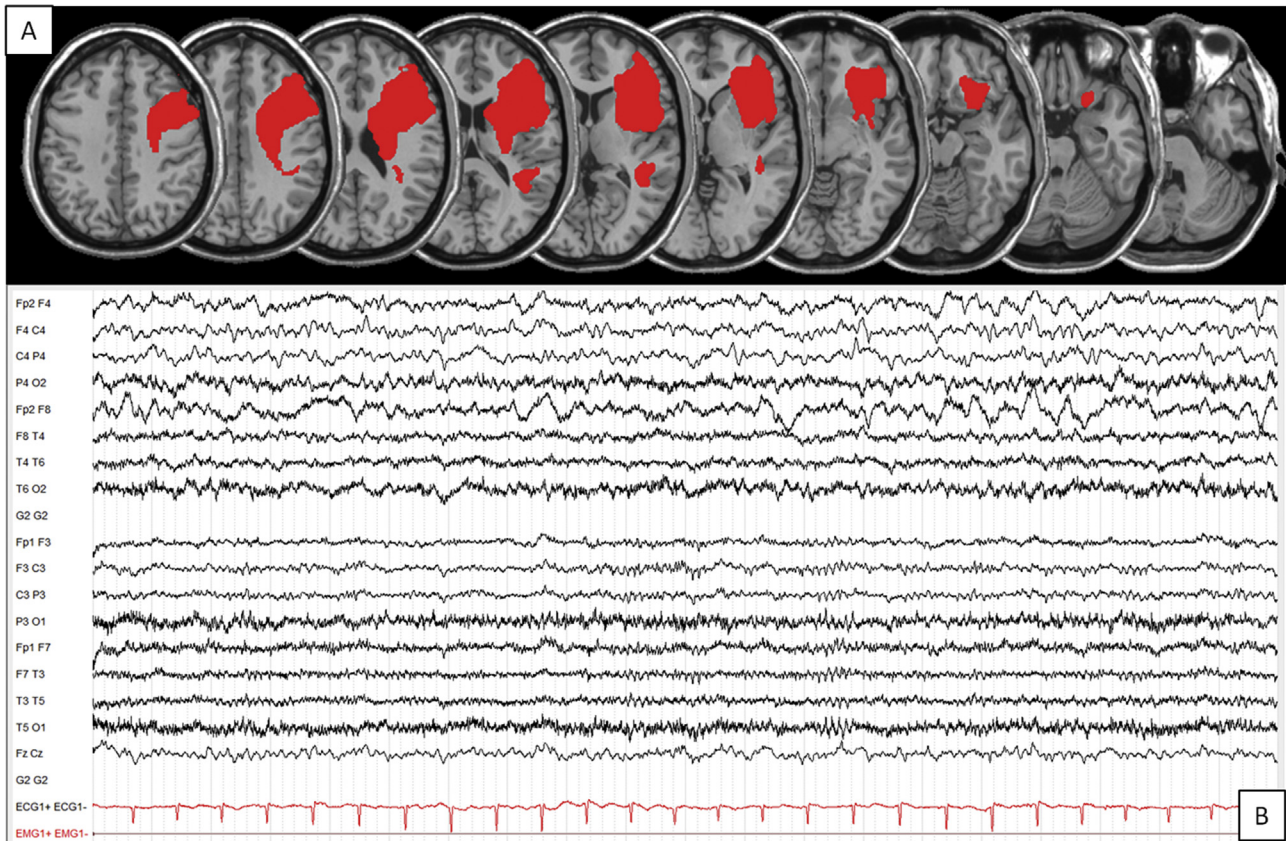 A
Fp2 F4
F4 C4
C4 P4
P4 O2
Fp2 F8
F8 T4
T4 T6
T6 O2
G2 G2
Fp1 F3
F3 C3
C3 P3
P3 O1
Fp1 F7
F7 T3
T3 T5
T5 O1
Fz Cz
G2 G2
ECG1+ ECG1-
EMG1+ EMG1-
B